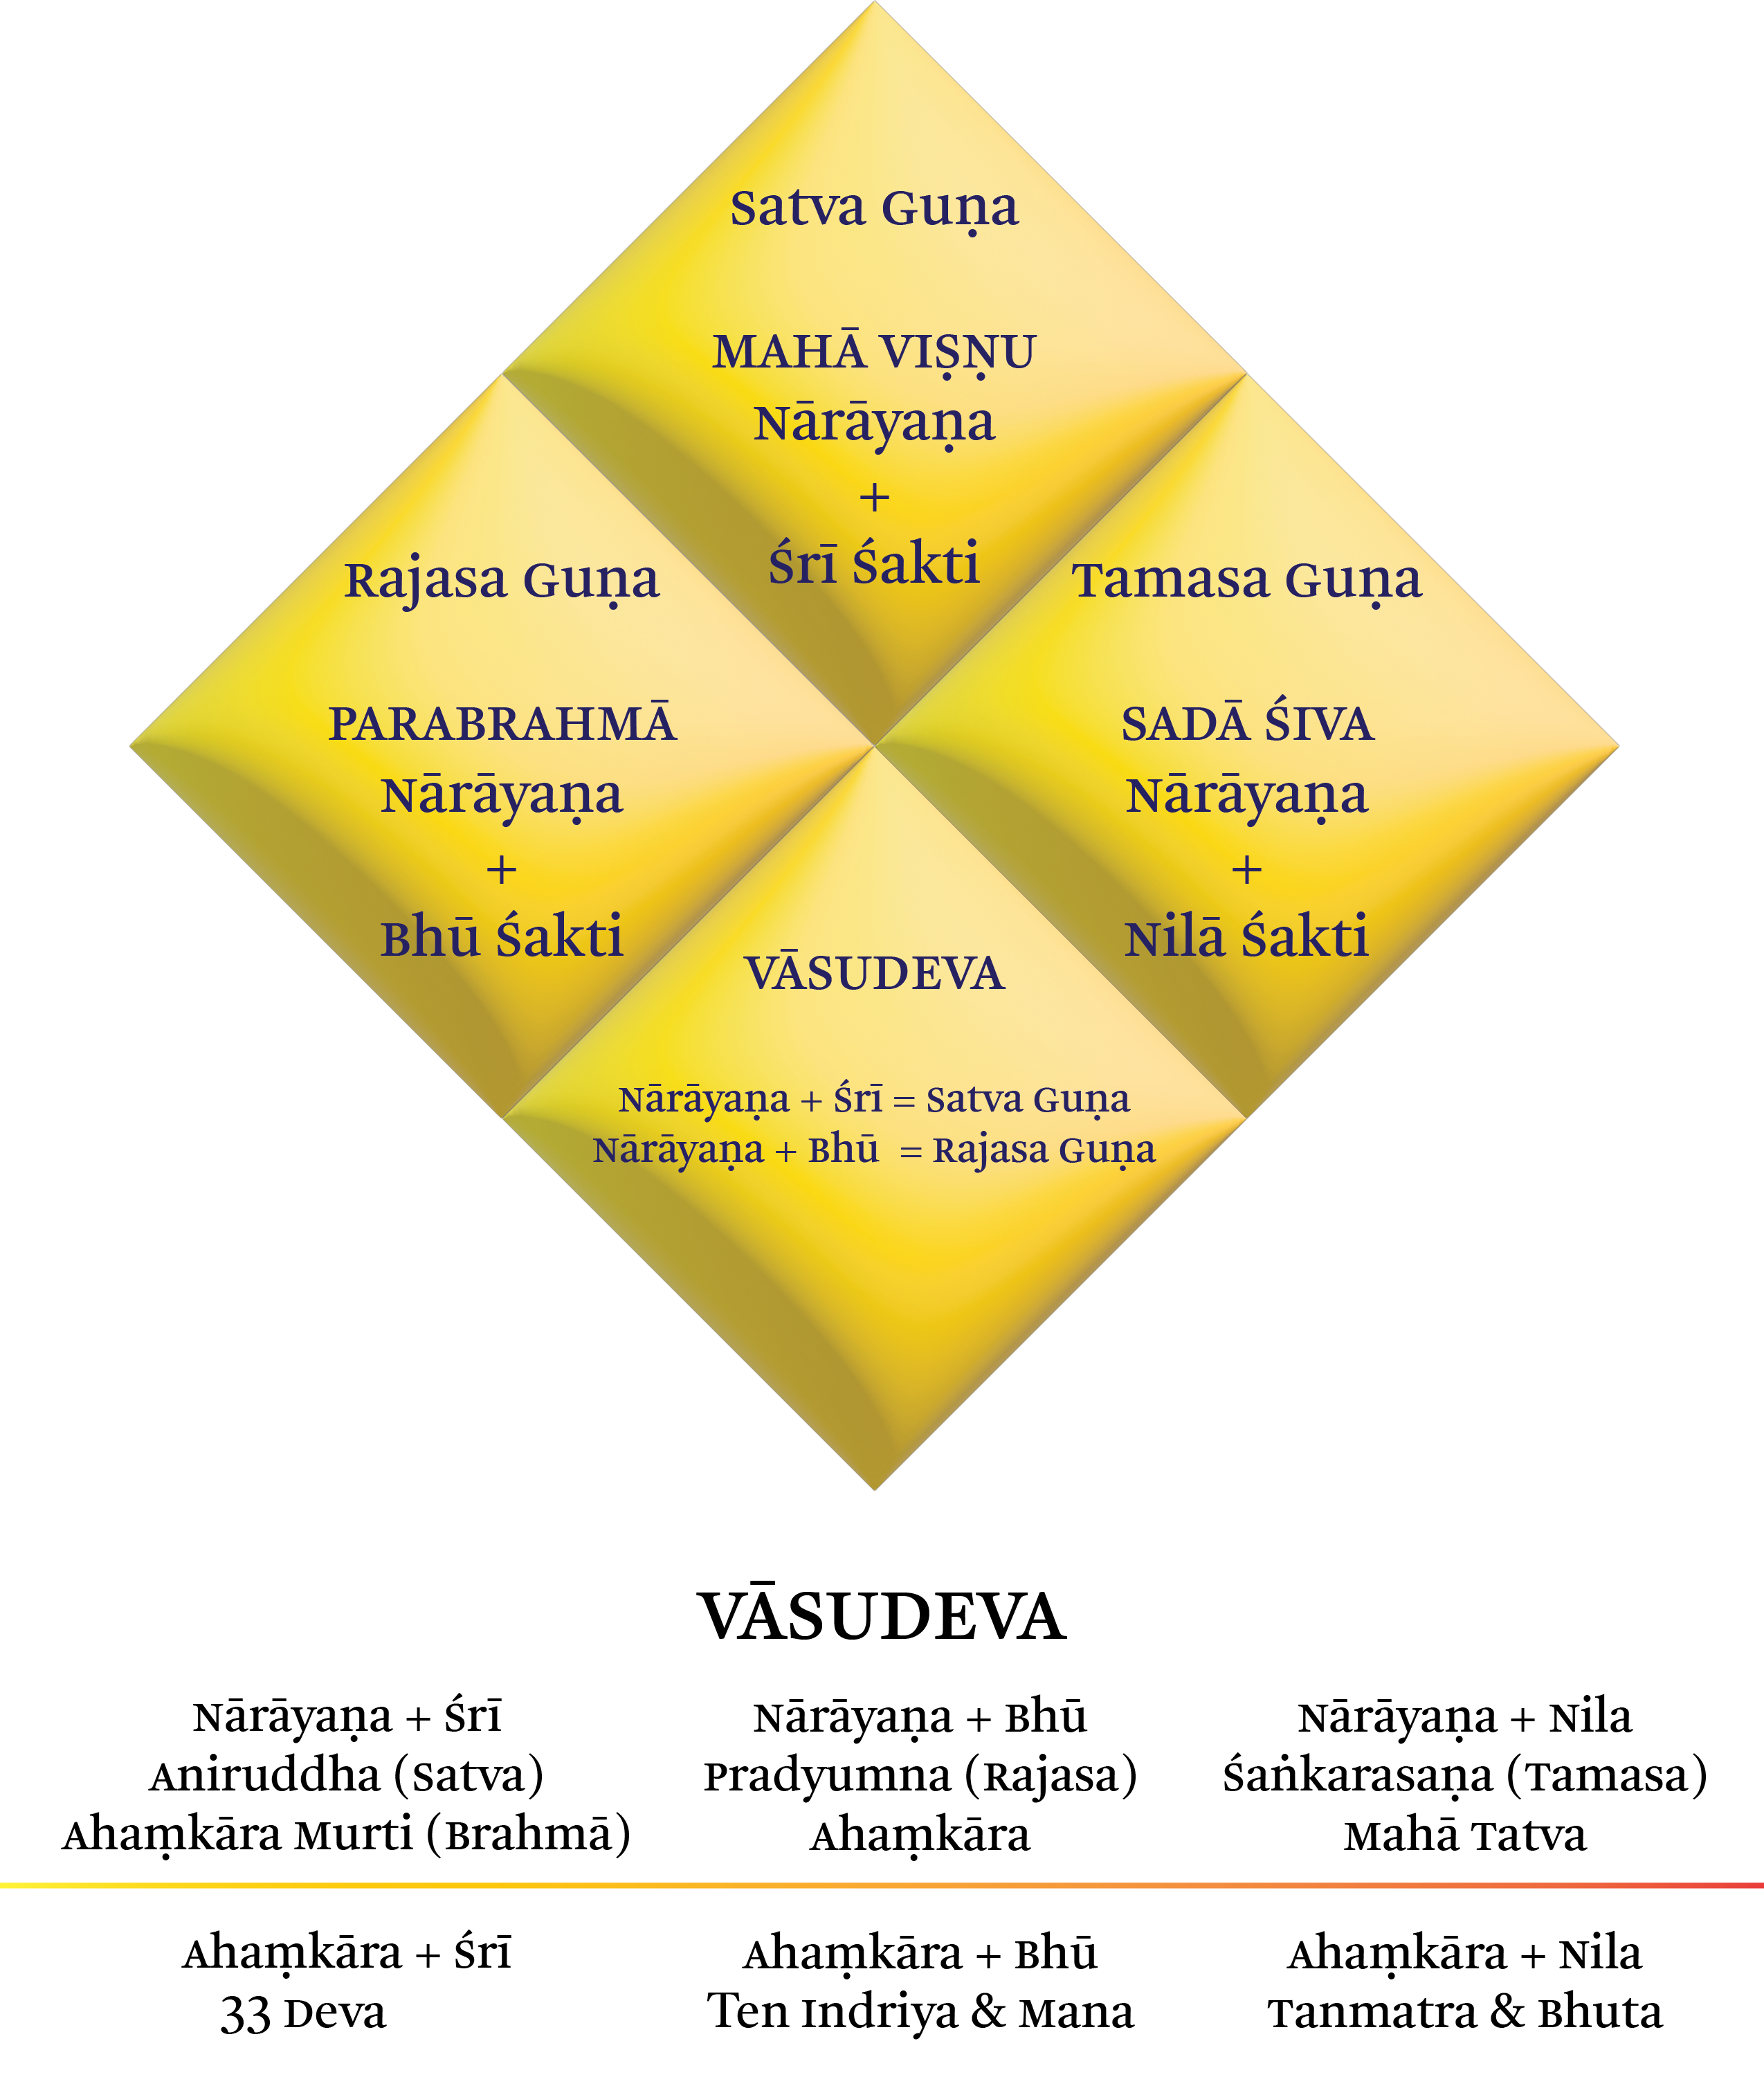 Satva Guṇa
MAHĀ VIṢṆU
Nārāyaṇa
+
Śrī Śakti
Rajasa Guṇa
PARABRAHMĀ
Nārāyaṇa
+
Bhū Śakti
Tamasa Guṇa
SADĀ ŚIVA
Nārāyaṇa
+
Nilā Śakti
VĀSUDEVA
Nārāyaṇa + Śrī = Satva Guṇa
Nārāyaṇa + Bhū = Rajasa Guṇa
VĀSUDEVA
Nārāyaṇa + Śrī
Aniruddha (Satva)
Ahaṃkāra Murti (Brahmā)
Nārāyaṇa + Bhū
Pradyumna (Rajasa)
Ahaṃkāra
Nārāyaṇa + Nila
Śaṅkarasaṇa (Tamasa)
Mahā Tatva
Ahaṃkāra + Śrī
33 Deva
Ahaṃkāra + Bhū
Ten Indriya & Mana
Ahaṃkāra + Nila
Tanmatra & Bhuta